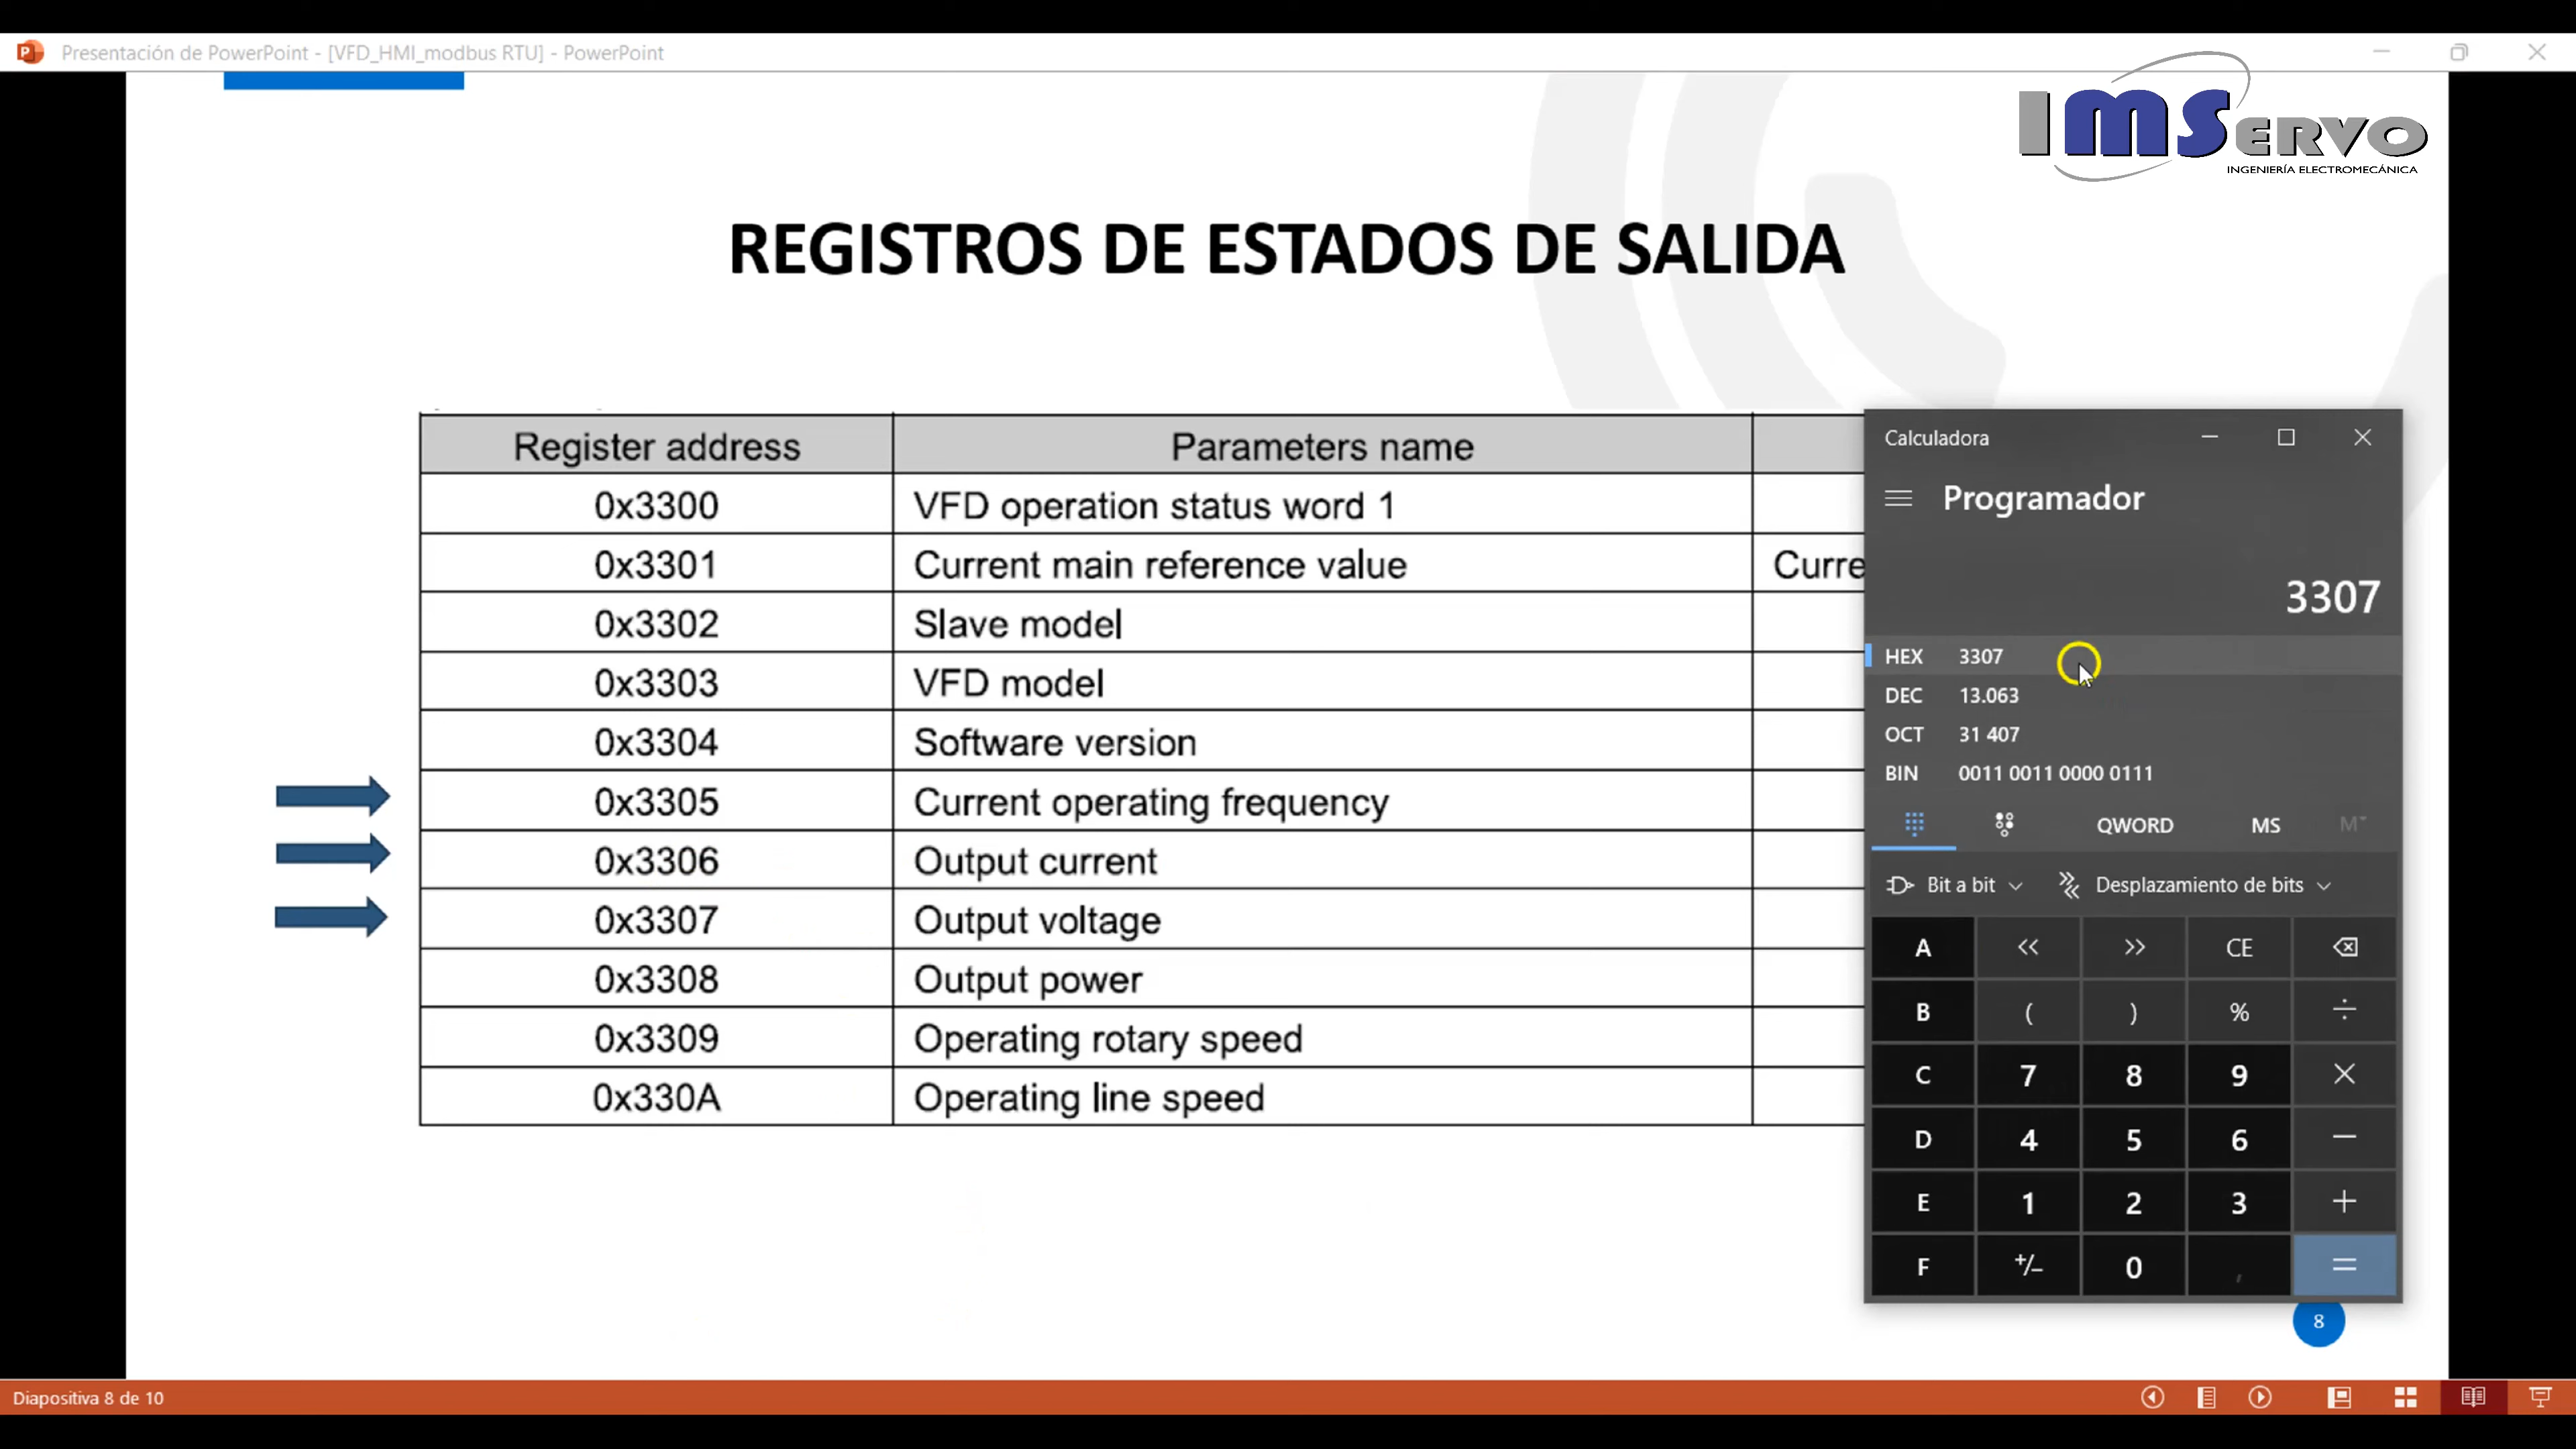 Presentación de PowerPoint - [VFD_HMI_modbus RTU] - PowerPoint
IMSERVO
INGENIERÍA ELECTROMECÁNICA
REGISTROS DE ESTADOS DE SALIDA
Register address Parameters name
0x3300 VFD operation status word 1
0x3301 Current main reference value Curre
0x3302 Slave model
0x3303 VFD model
0x3304 Software version
0x3305 Current operating frequency
0x3306 Output current
0x3307 Output voltage
0x3308 Output power
0x3309 Operating rotary speed
0x330A Operating line speed
Calculadora
Programador
3307
HEX 3307
DEC 13.063
OCT 31 407
BIN 0011 0011 0000 0111
QWORD MS M
Bit a bit Desplazamiento de bits
A << >> CE
B ( ) % ÷
C 7 8 9 ×
D 4 5 6 −
E 1 2 3 +
F +/− 0 , =
8
Diapositiva 8 de 10